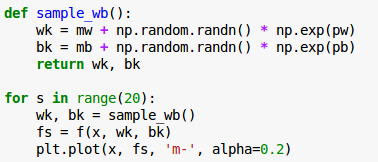 def sample_wb():
    wk = mw + np.random.randn() * np.exp(pw)
    bk = mb + np.random.randn() * np.exp(pb)
    return wk, bk

for s in range(20):
    wk, bk = sample_wb()
    fs = f(x, wk, bk)
    plt.plot(x, fs, 'm-', alpha=0.2)